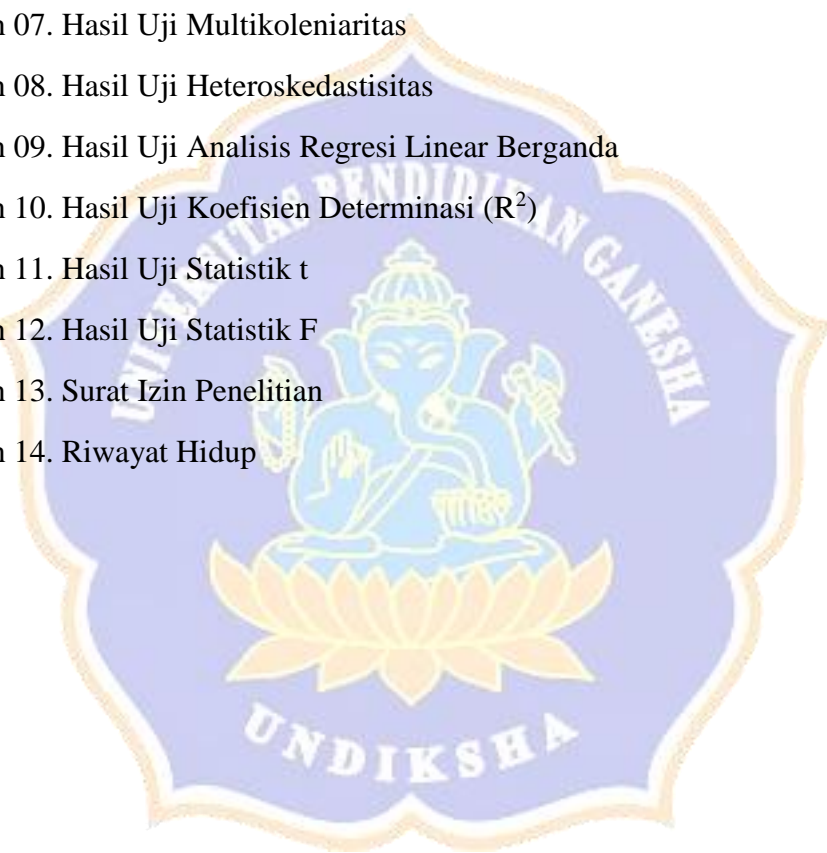 n 07. Hasil Uji Multikoleniaritas
n 08. Hasil Uji Heteroskedastisitas
n 09. Hasil Uji Analisis Regresi Linear Berganda
n 10. Hasil Uji Koefisien Determinasi (R²)
n 11. Hasil Uji Statistik t
n 12. Hasil Uji Statistik F
n 13. Surat Izin Penelitian
n 14. Riwayat Hidup
UNIVERSITAS PENDIDIKAN GANESHA
UNDIKSHA